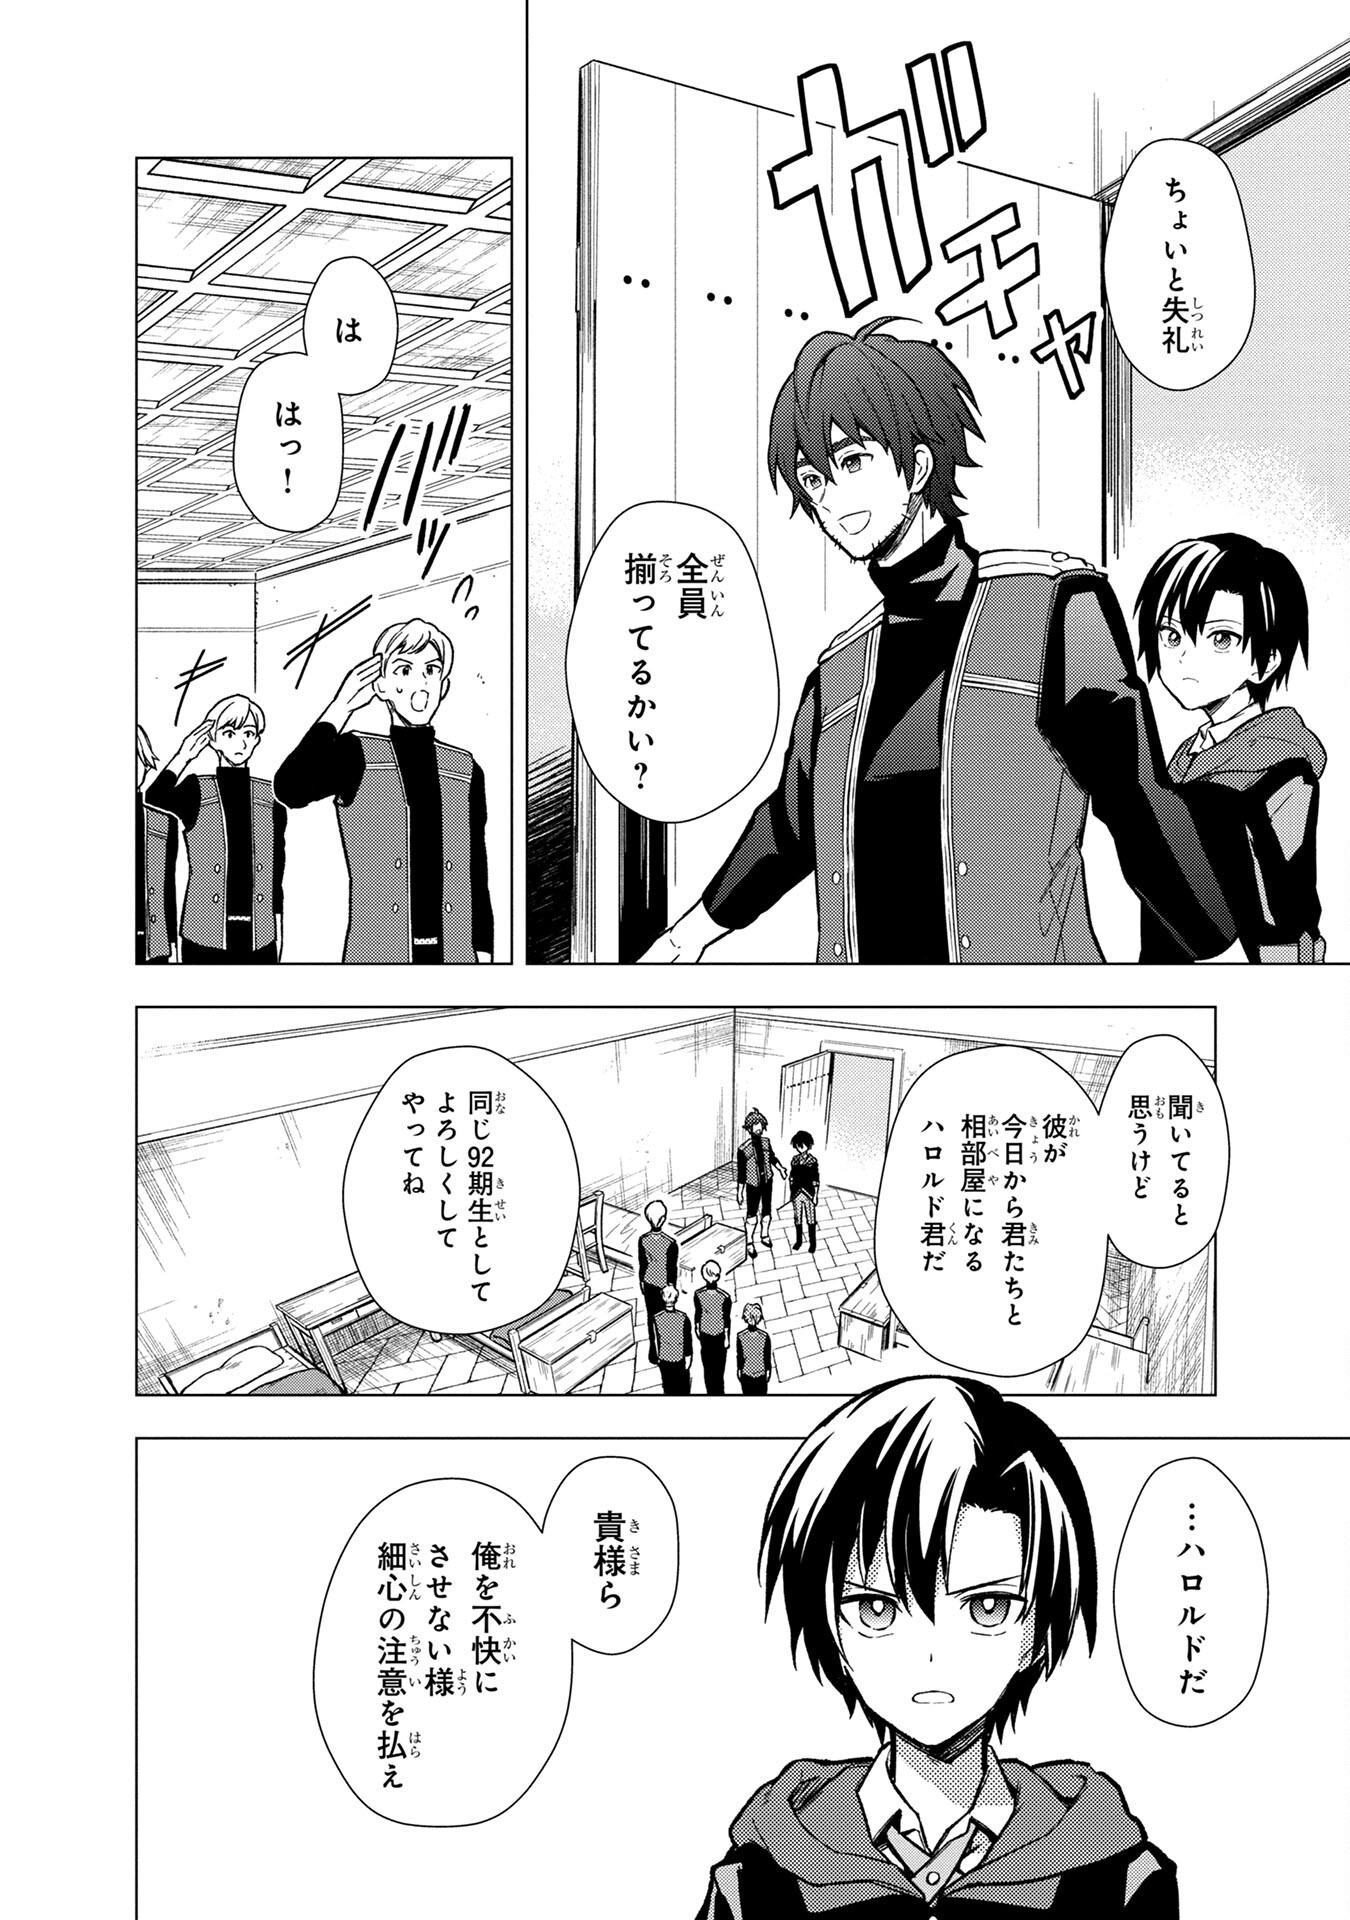 ガチャ
ちょいと失礼
全員
揃ってるかい?
は
はっ!
聞いてると
思うけど
彼が
今日から君たちと
相部屋になる
ハロルド君だ
同じ92期生として
よろしくして
やってね
…ハロルドだ
貴様ら
俺を不快に
させない様
細心の注意を払え